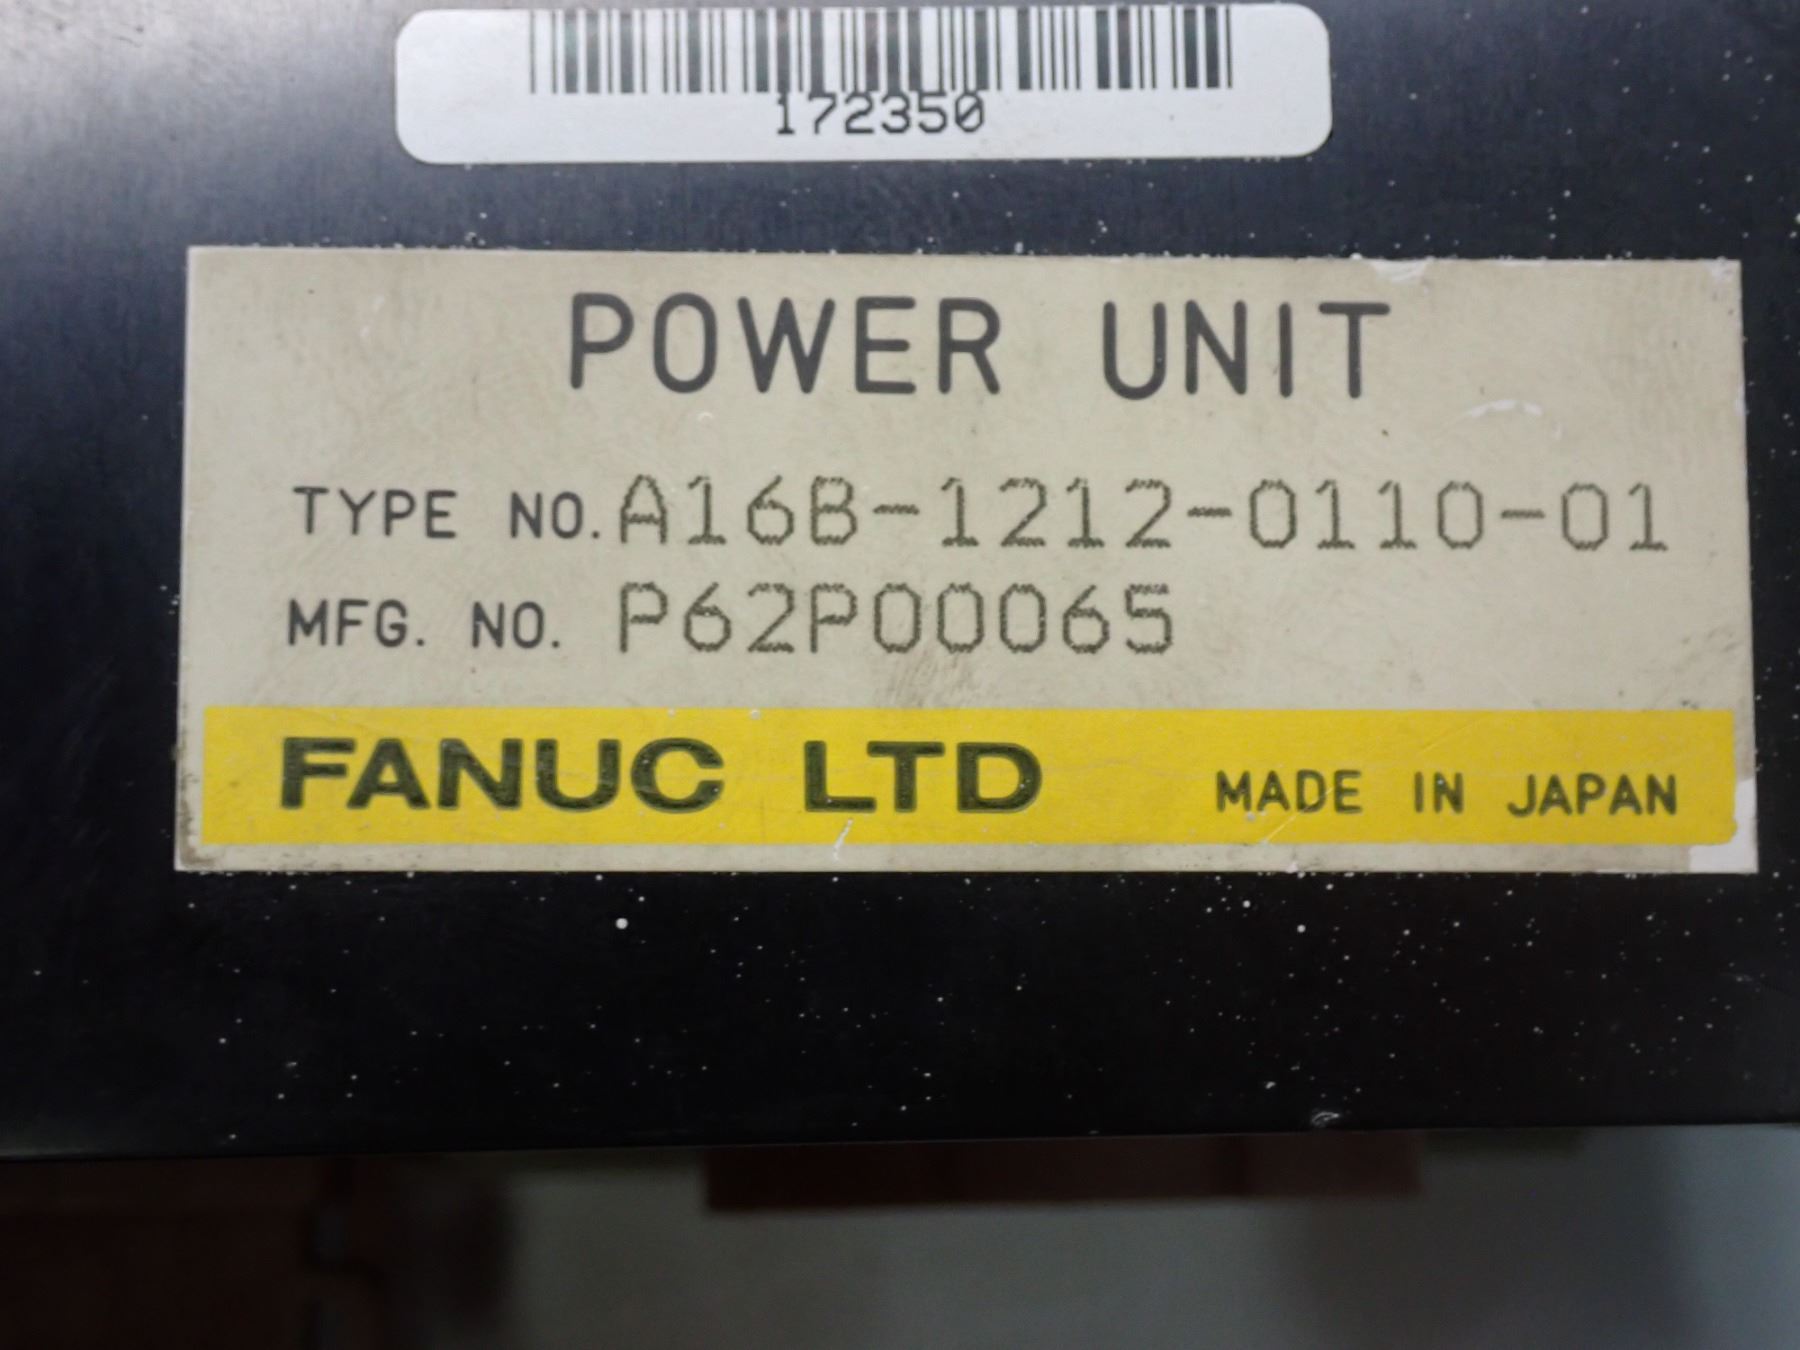 172350
POWER UNIT
TYPE NO. A16B-1212-0110-01
MFG. NO. P62P00065
FANUC LTD MADE IN JAPAN